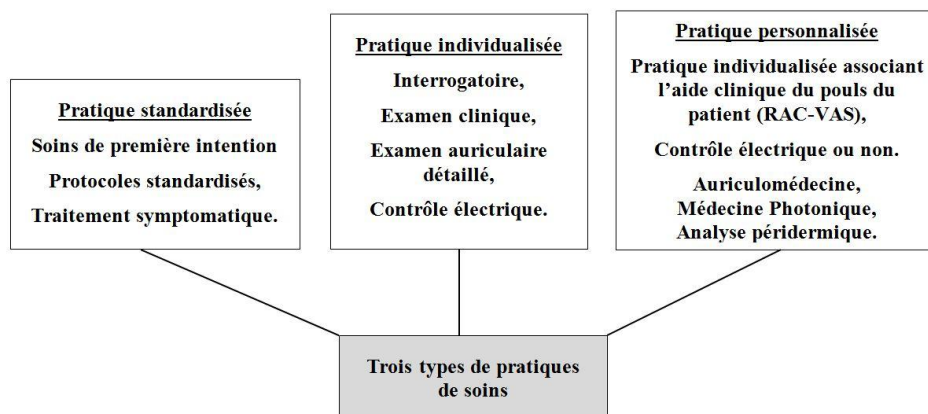 Pratique standardisée
Soins de première intention
Protocoles standardisés,
Traitement symptomatique.
Pratique individualisée
Interrogatoire,
Examen clinique,
Examen auriculaire
détaillé,
Contrôle électrique.
Pratique personnalisée
Pratique individualisée associant
l’aide clinique du pouls du
patient (RAC-VAS),
Contrôle électrique ou non.
Auriculomédecine,
Médecine Photonique,
Analyse péridermique.
Trois types de pratiques
de soins